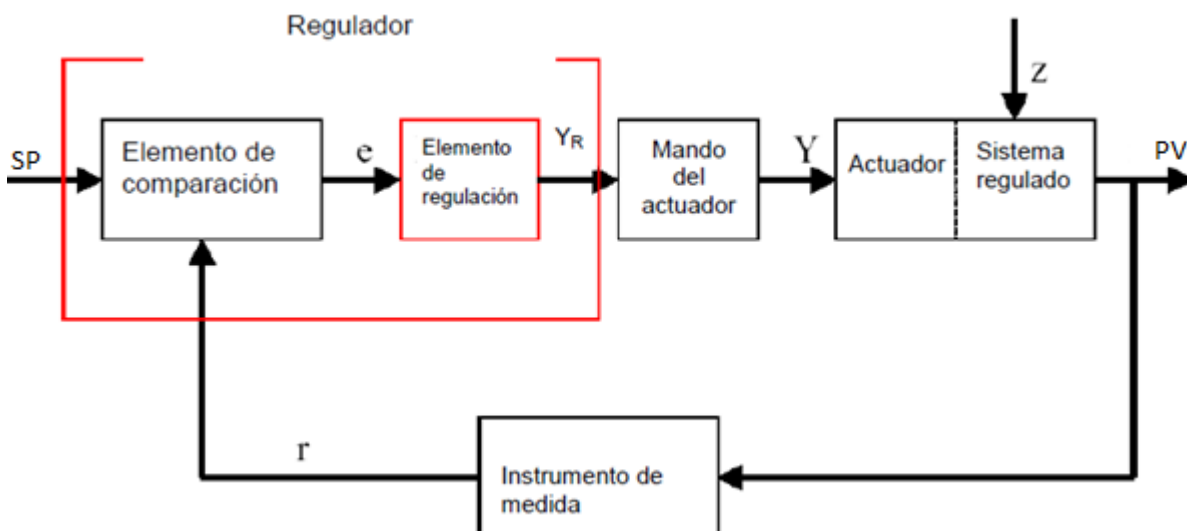 Regulador
z
SP
Elemento de
comparación
e
Elemento
de
regulación
YR
Mando
del
actuador
Y
Actuador
Sistema
regulado
PV
r
Instrumento de
medida